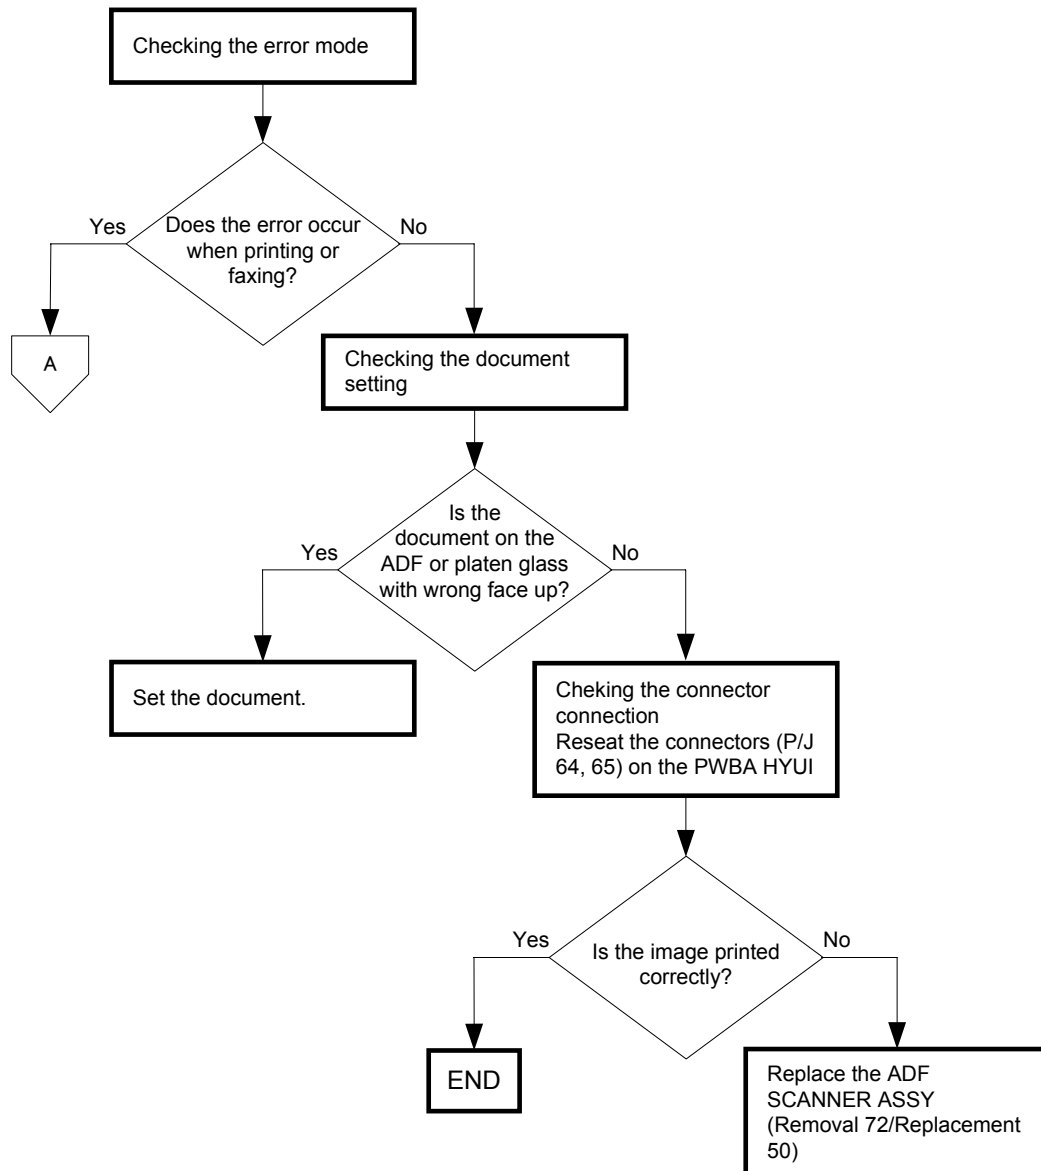 Checking the error mode
Yes
Does the error occur
when printing or
faxing?
No
A
Checking the document
setting
Yes
Is the
document on the
ADF or platen glass
with wrong face up?
No
Set the document.
Cheking the connector
connection
Reseat the connectors (P/J
64, 65) on the PWBA HYUI
Yes
Is the image printed
correctly?
No
END
Replace the ADF
SCANNER ASSY
(Removal 72/Replacement
50)